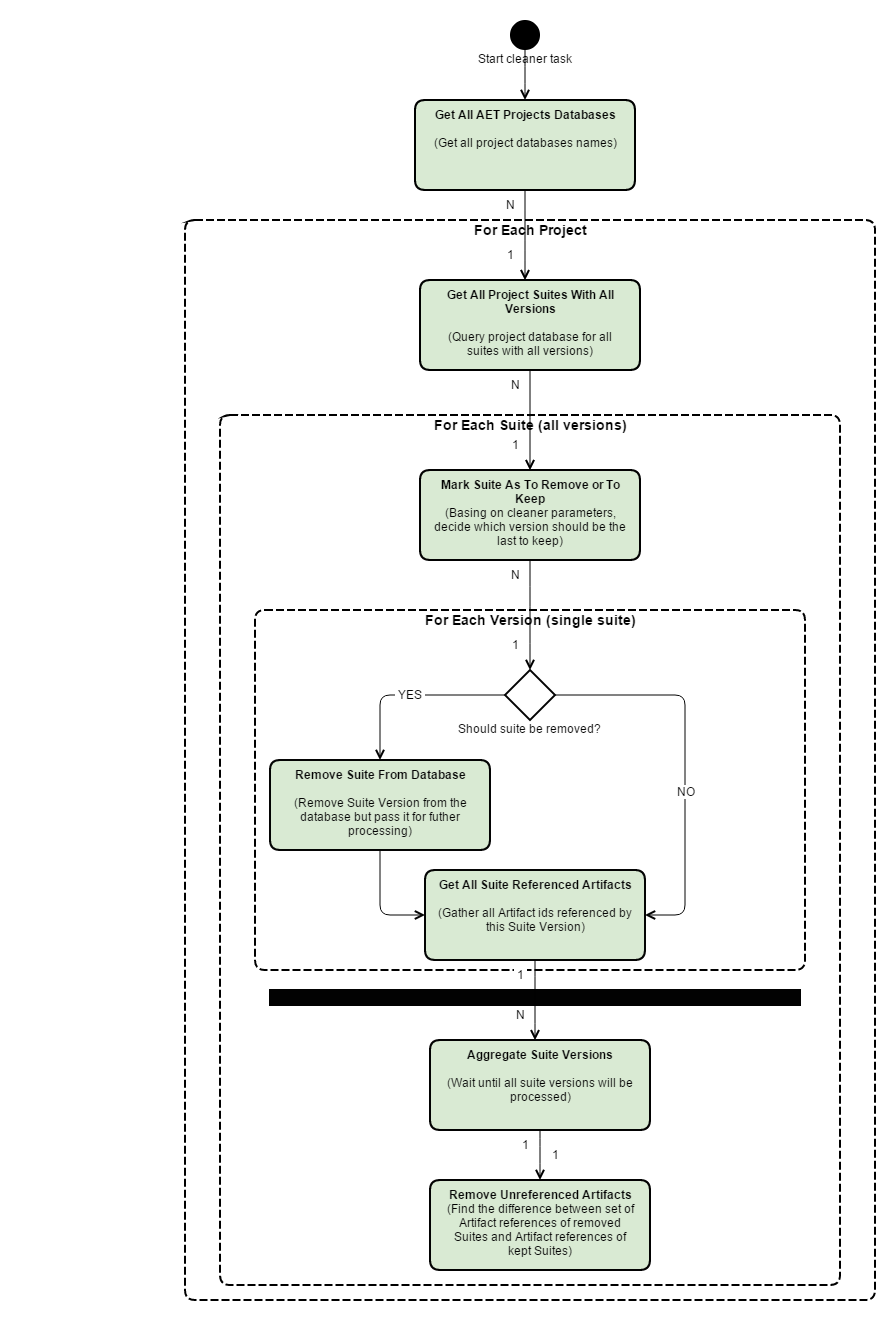 Start cleaner task
Get All AET Projects Databases
(Get all project databases names)
N
For Each Project
1
Get All Project Suites With All
Versions
(Query project database for all
suites with all versions)
N
For Each Suite (all versions)
1
Mark Suite As To Remove or To
Keep
(Basing on cleaner parameters,
decide which version should be the
last to keep)
N
For Each Version (single suite)
1
YES
Should suite be removed?
Remove Suite From Database
(Remove Suite Version from the
database but pass it for futher
processing)
NO
Get All Suite Referenced Artifacts
(Gather all Artifact ids referenced by
this Suite Version)
1
N
Aggregate Suite Versions
(Wait until all suite versions will be
processed)
1
1
Remove Unreferenced Artifacts
(Find the difference between set of
Artifact references of removed
Suites and Artifact references of
kept Suites)